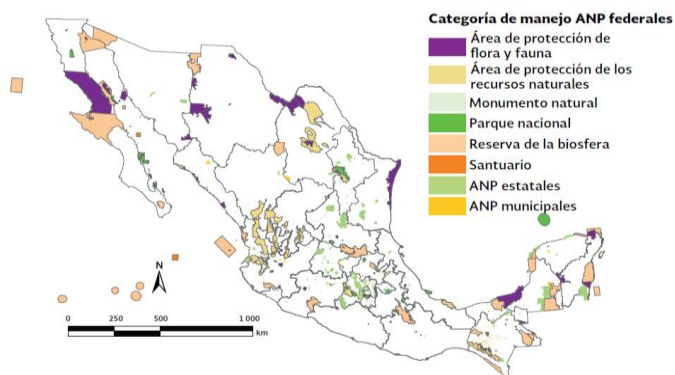 Categoría de manejo ANP federales
Área de protección de
flora y fauna
Área de protección de los
recursos naturales
Monumento natural
Parque nacional
Reserva de la biosfera
Santuario
ANP estatales
ANP municipales
N
0 250 500 1 000
km